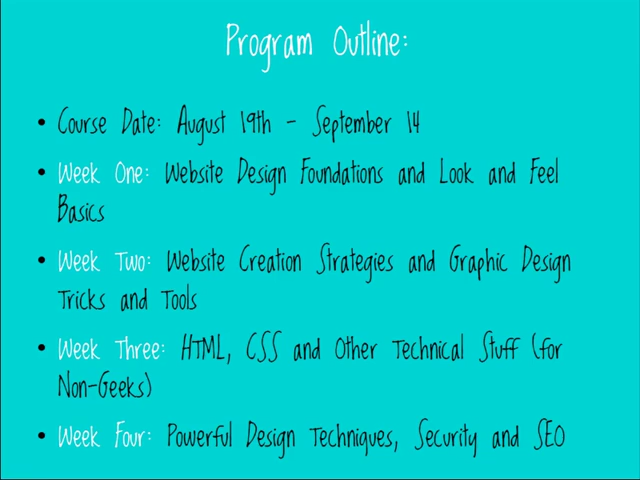 Program Outline:
• Course Date: August 19th - September 14
• Week One: Website Design Foundations and Look and Feel
Basics
• Week Two: Website Creation Strategies and Graphic Design
Tricks and Tools
• Week Three: HTML, CSS and Other Technical Stuff (for
Non-Geeks)
• Week Four: Powerful Design Techniques, Security and SEO